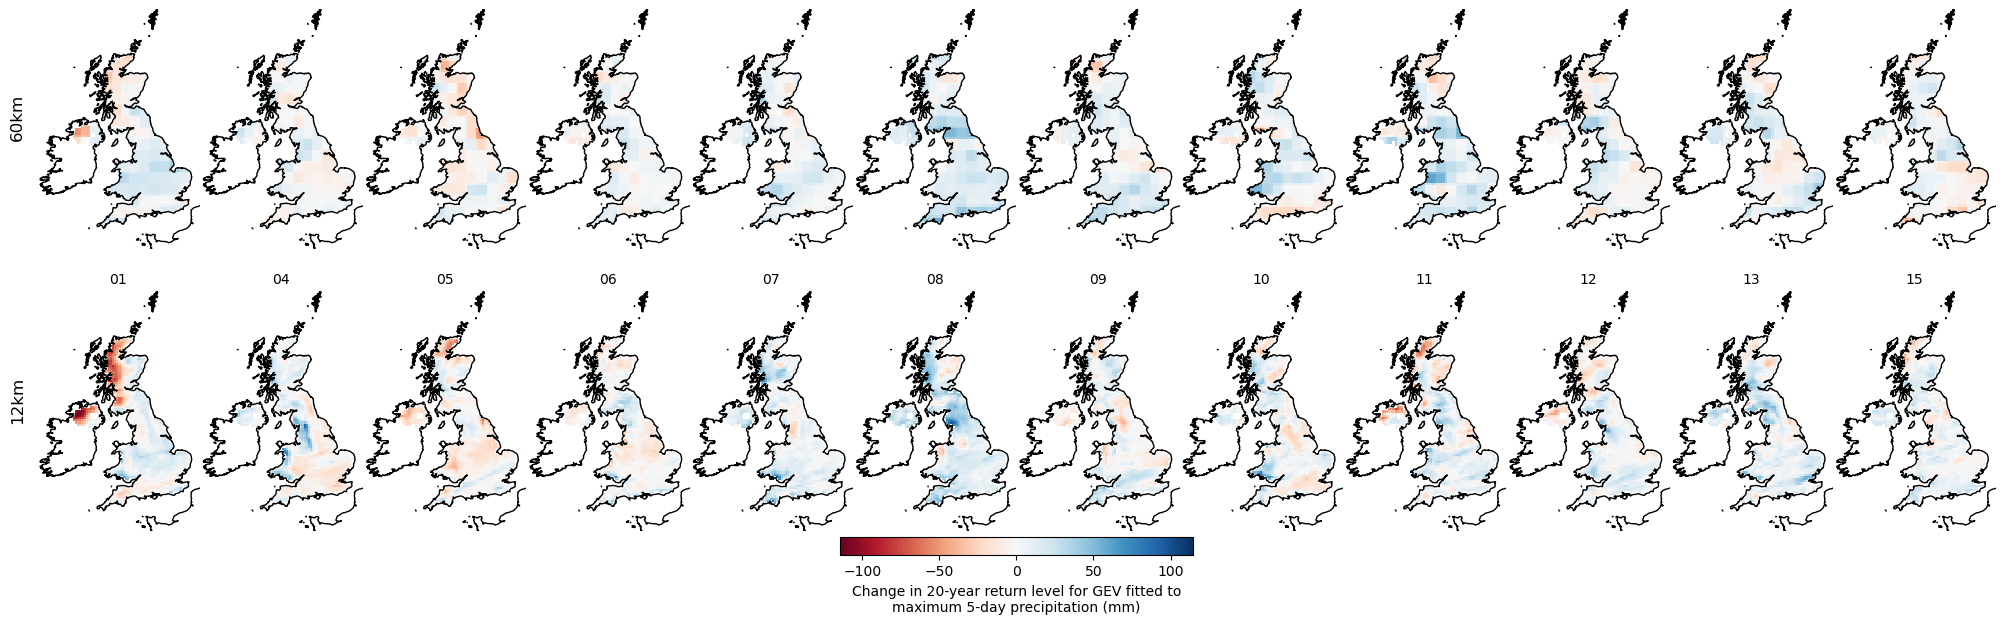 60km
01 04 05 06 07 08 09 10 11 12 13 15
12km
−100 −50 0 50 100
Change in 20-year return level for GEV fitted to
maximum 5-day precipitation (mm)